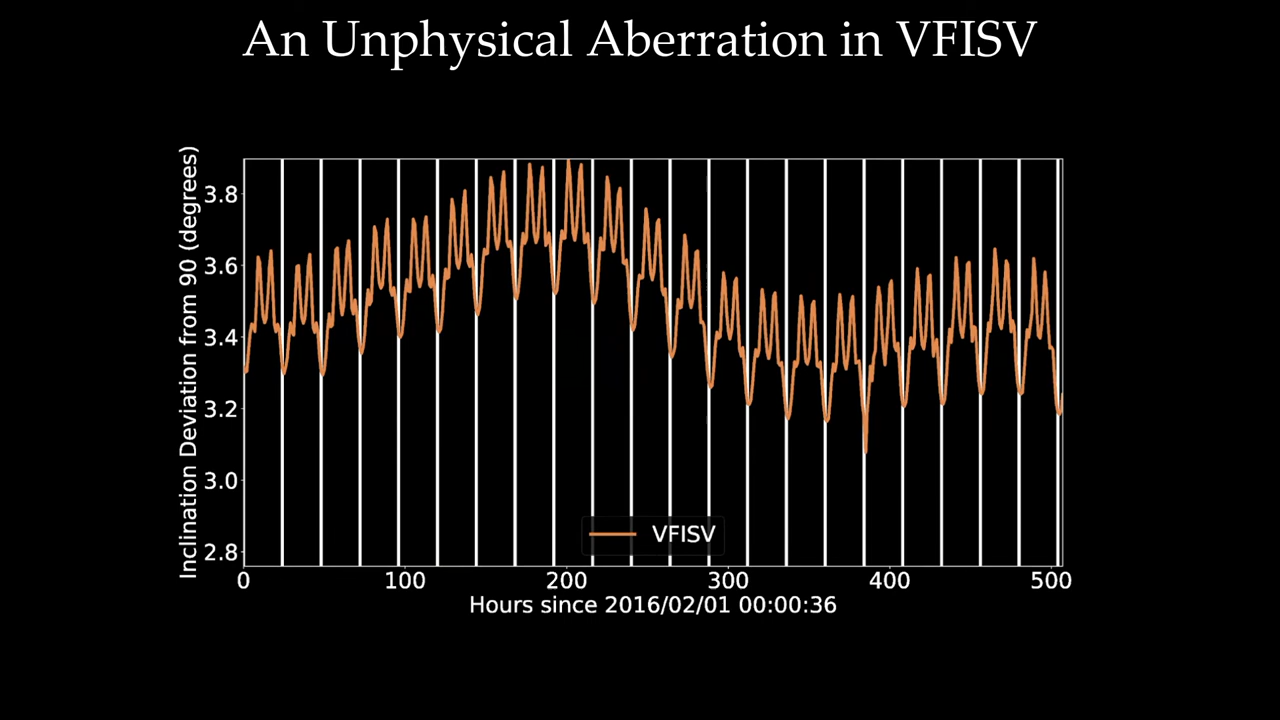 An Unphysical Aberration in VFISV
Inclination Deviation from 90 (degrees)
3.8
3.6
3.4
3.2
3.0
2.8
VFISV
0 100 200 300 400 500
Hours since 2016/02/01 00:00:36